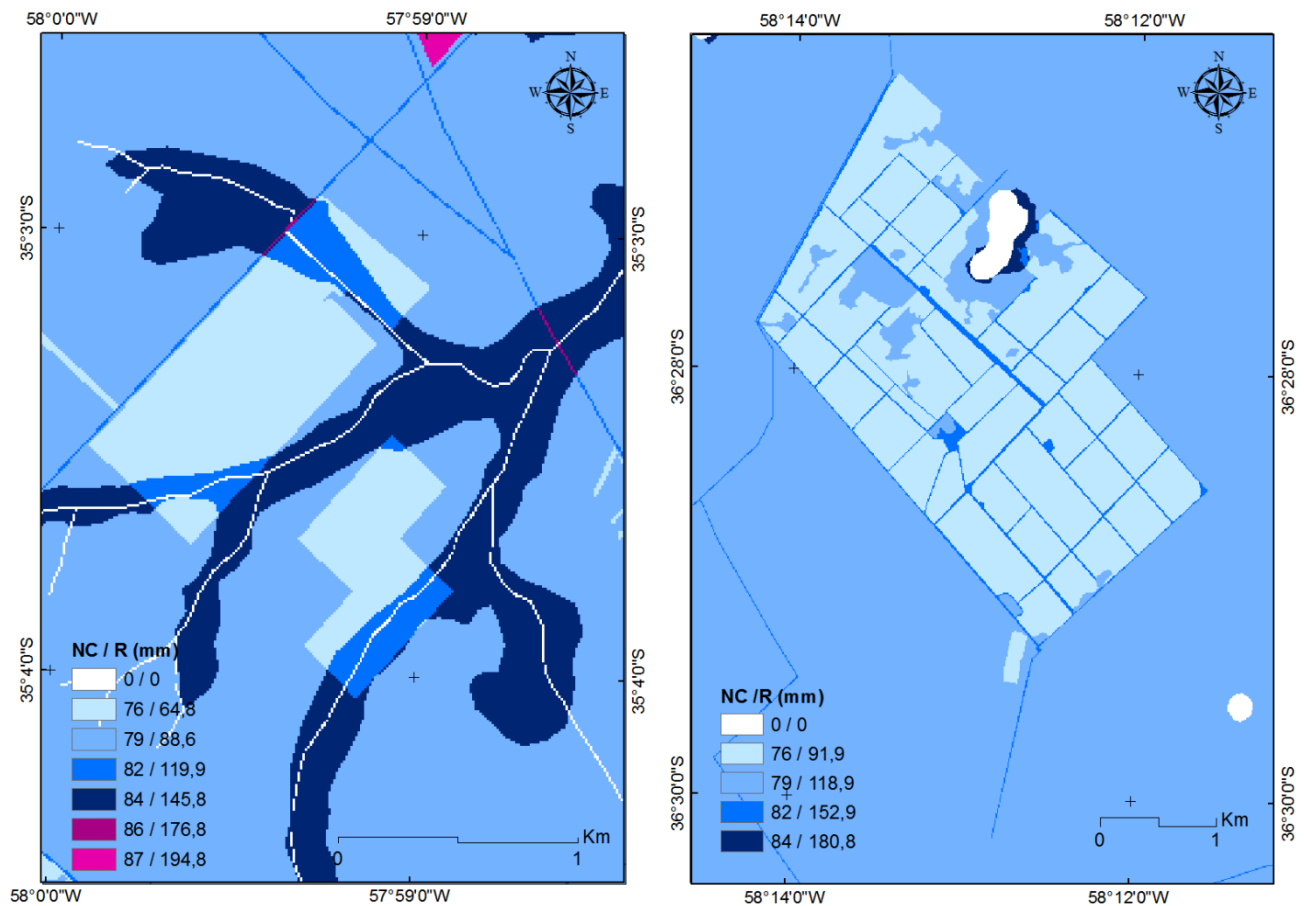 58°0'0"W
57°59'0"W
58°14'0"W
58°12'0"W
N
W E
S
N
W E
S
35°3'0"S
35°3'0"S
36°28'0"S
36°28'0"S
35°4'0"S
35°4'0"S
NC / R (mm)
0 / 0
76 / 64,8
79 / 88,6
82 / 119,9
84 / 145,8
86 / 176,8
87 / 194,8
Km
0 1
NC /R (mm)
0 / 0
76 / 91,9
79 / 118,9
82 / 152,9
84 / 180,8
Km
0 1
36°30'0"S
36°30'0"S
58°0'0"W
57°59'0"W
58°14'0"W
58°12'0"W